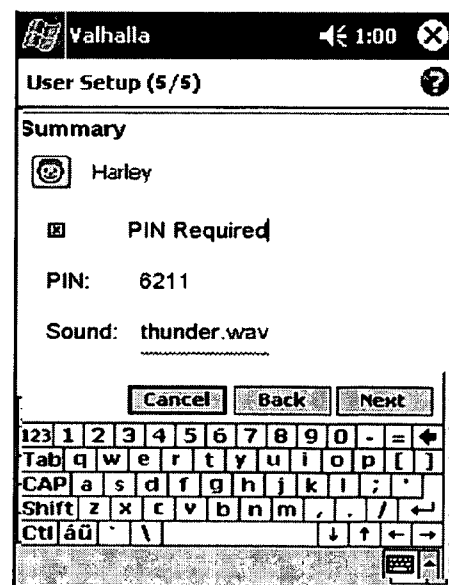 Valhalla 1:00
User Setup (5/5)
Summary
Harley
PIN Required
PIN: 6211
Sound: thunder.wav
Cancel Back Next
123 1 2 3 4 5 6 7 8 9 0 - =
Tab q w e r t y u i o p [ ]
CAP a s d f g h j k l ; '
Shift z x c v b n m , . /
Ctl áü ` \